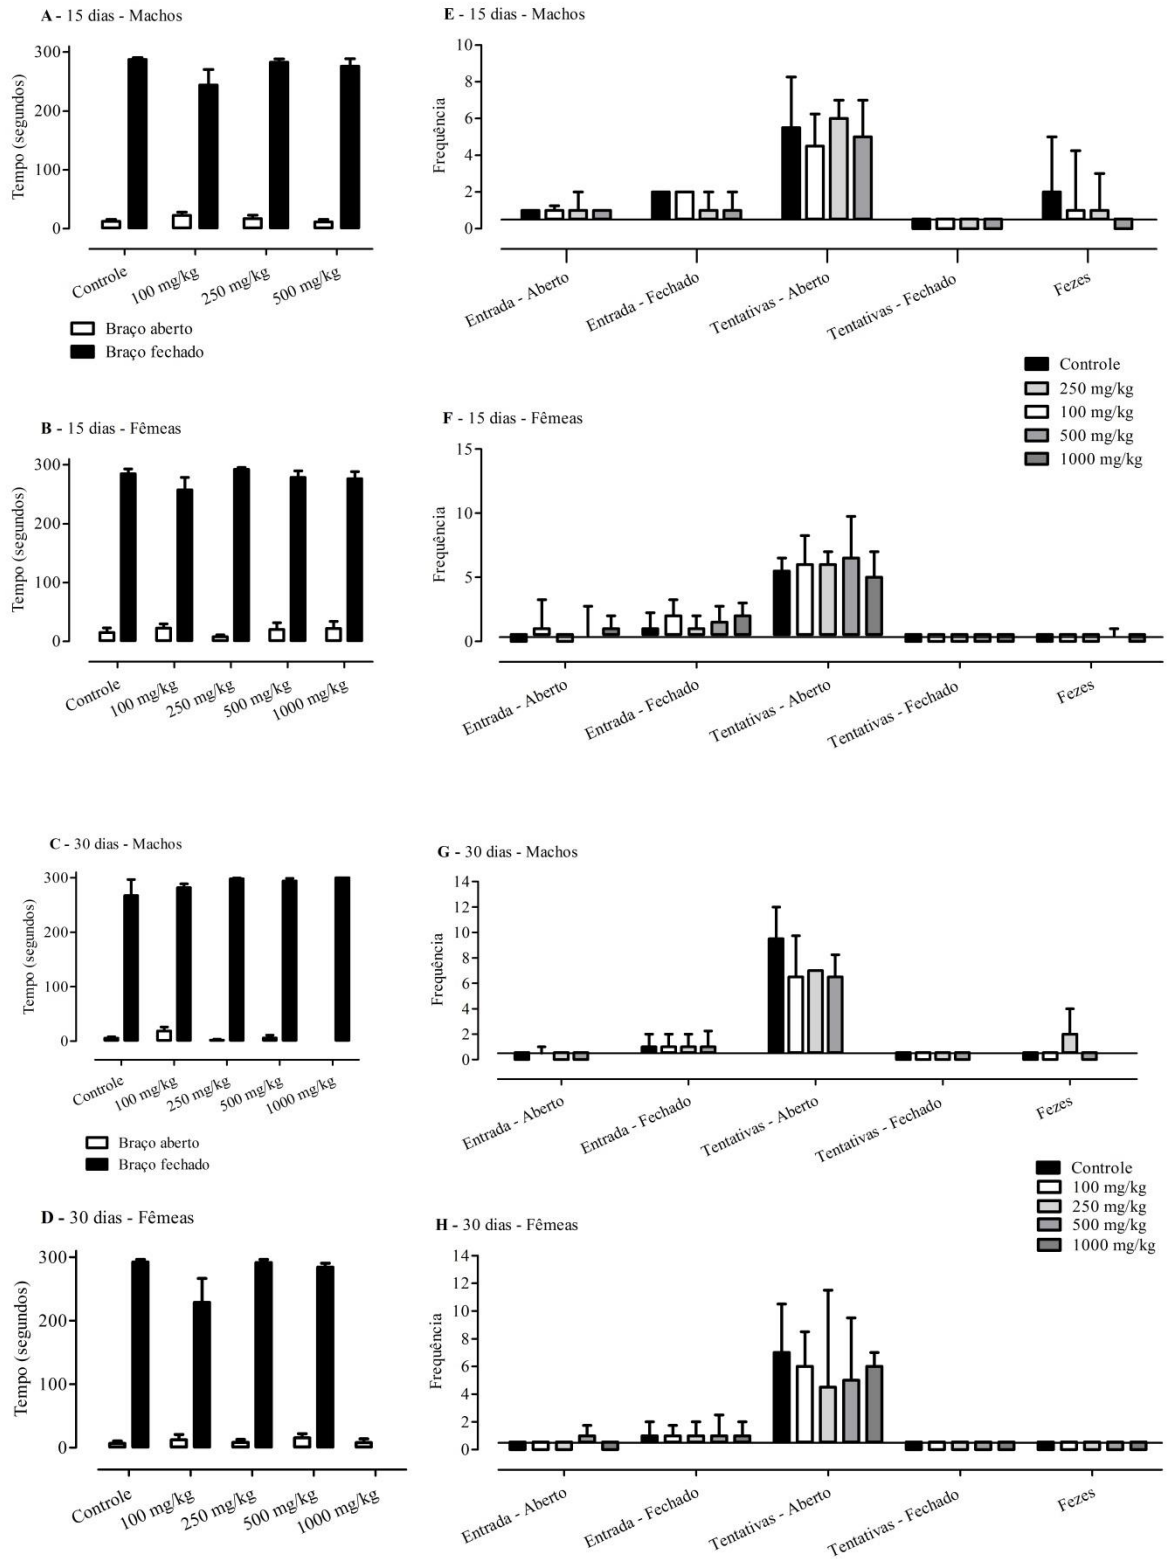 A - 15 dias - Machos
Tempo (segundos)
300
200
100
0
Controle
100 mg/kg
250 mg/kg
500 mg/kg
Braço aberto
Braço fechado
E - 15 dias - Machos
Frequência
10
8
6
4
2
0
Entrada - Aberto
Entrada - Fechado
Tentativas - Aberto
Tentativas - Fechado
Fezes
Controle
250 mg/kg
100 mg/kg
500 mg/kg
1000 mg/kg
B - 15 dias - Fêmeas
Tempo (segundos)
300
200
100
0
Controle
100 mg/kg
250 mg/kg
500 mg/kg
1000 mg/kg
F - 15 dias - Fêmeas
Frequência
15
10
5
0
Entrada - Aberto
Entrada - Fechado
Tentativas - Aberto
Tentativas - Fechado
Fezes
C - 30 dias - Machos
Tempo (segundos)
300
200
100
0
Controle
100 mg/kg
250 mg/kg
500 mg/kg
1000 mg/kg
Braço aberto
Braço fechado
G - 30 dias - Machos
Frequência
14
12
10
8
6
4
2
0
Entrada - Aberto
Entrada - Fechado
Tentativas - Aberto
Tentativas - Fechado
Fezes
Controle
100 mg/kg
250 mg/kg
500 mg/kg
1000 mg/kg
D - 30 dias - Fêmeas
Tempo (segundos)
300
200
100
0
Controle
100 mg/kg
250 mg/kg
500 mg/kg
1000 mg/kg
H - 30 dias - Fêmeas
Frequência
14
12
10
8
6
4
2
0
Entrada - Aberto
Entrada - Fechado
Tentativas - Aberto
Tentativas - Fechado
Fezes